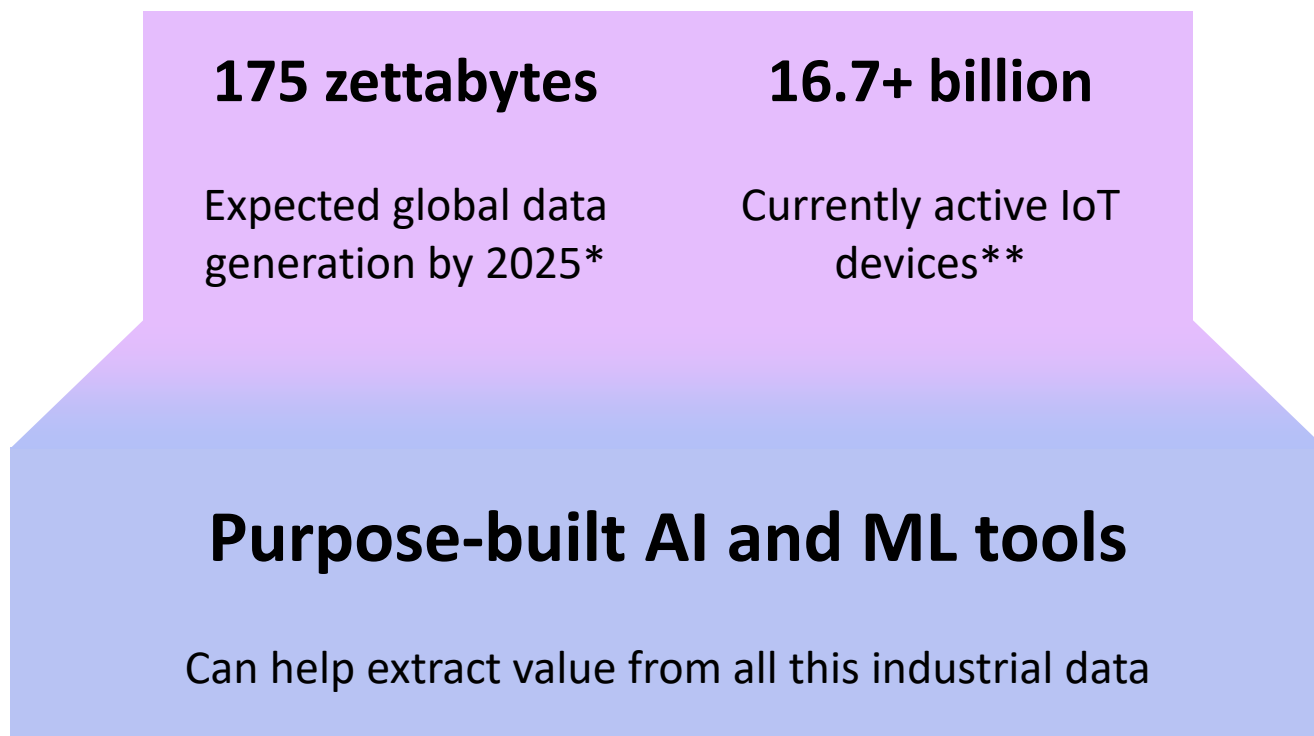 175 zettabytes
Expected global data
generation by 2025*
16.7+ billion
Currently active IoT
devices**
Purpose-built AI and ML tools
Can help extract value from all this industrial data